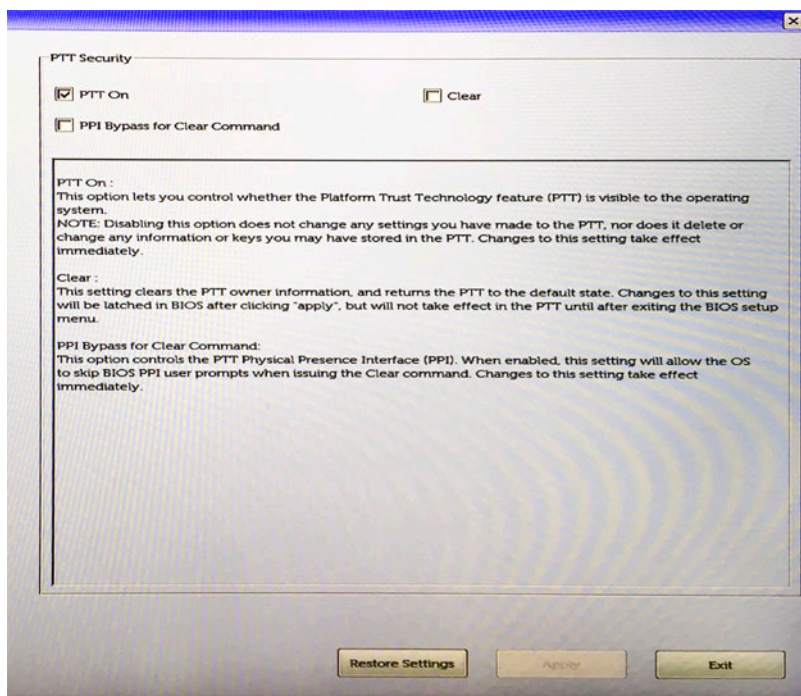 PTT Security
PTT On
Clear
PPI Bypass for Clear Command
PTT On :
This option lets you control whether the Platform Trust Technology feature (PTT) is visible to the operating
system.
NOTE: Disabling this option does not change any settings you have made to the PTT, nor does it delete or
change any information or keys you may have stored in the PTT. Changes to this setting take effect
immediately.
Clear :
This setting clears the PTT owner information, and returns the PTT to the default state. Changes to this setting
will be latched in BIOS after clicking "apply", but will not take effect in the PTT until after exiting the BIOS setup
menu.
PPI Bypass for Clear Command:
This option controls the PTT Physical Presence Interface (PPI). When enabled, this setting will allow the OS
to skip BIOS PPI user prompts when issuing the Clear command. Changes to this setting take effect
immediately.
Restore Settings
Apply
Exit